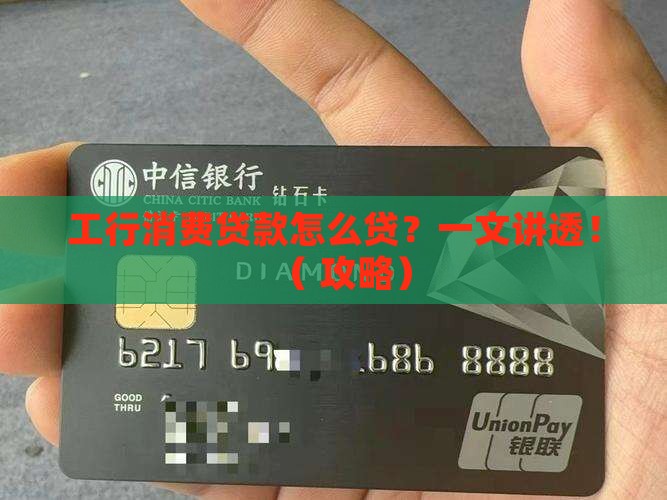 CITIC 中信银行
CHINA CITIC BANK 钻石卡
工行消费贷款怎么贷？一文讲透！
（攻略）
DIAMOND
6217 69 686 8888
GOOD
THRU
UnionPay
银联